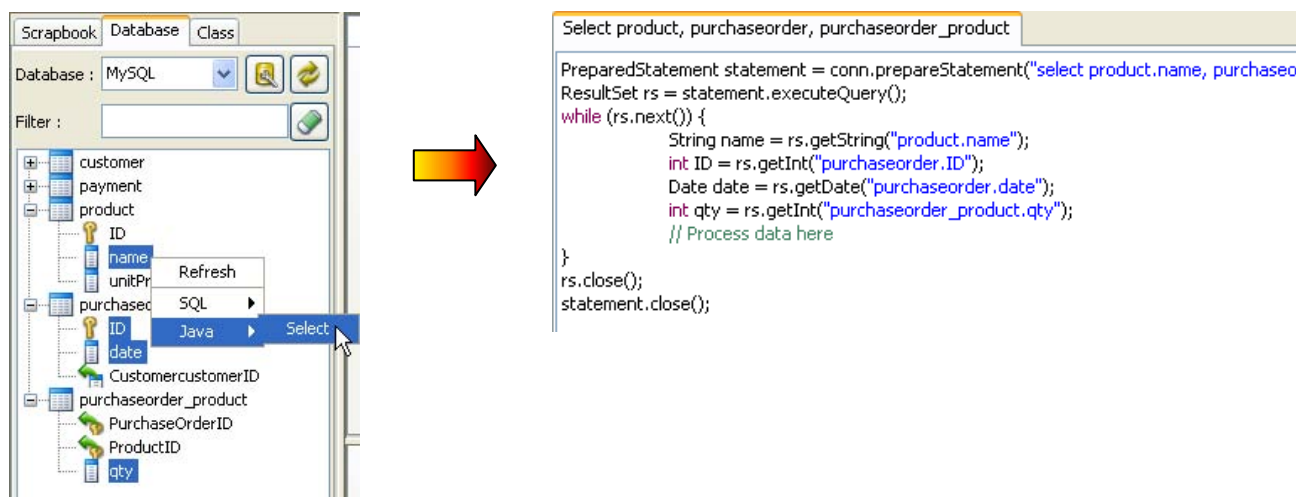 Scrapbook Database Class
Database : MySQL
Filter :
customer
payment
product
ID
name
unitPr
purchaseo
ID
date
CustomercustomerID
purchaseorder_product
PurchaseOrderID
ProductID
qty
Refresh
SQL
Java
Select
Select product, purchaseorder, purchaseorder_product
PreparedStatement statement = conn.prepareStatement("select product.name, purchaseo
ResultSet rs = statement.executeQuery();
while (rs.next()) {
String name = rs.getString("product.name");
int ID = rs.getInt("purchaseorder.ID");
Date date = rs.getDate("purchaseorder.date");
int qty = rs.getInt("purchaseorder_product.qty");
// Process data here
}
rs.close();
statement.close();